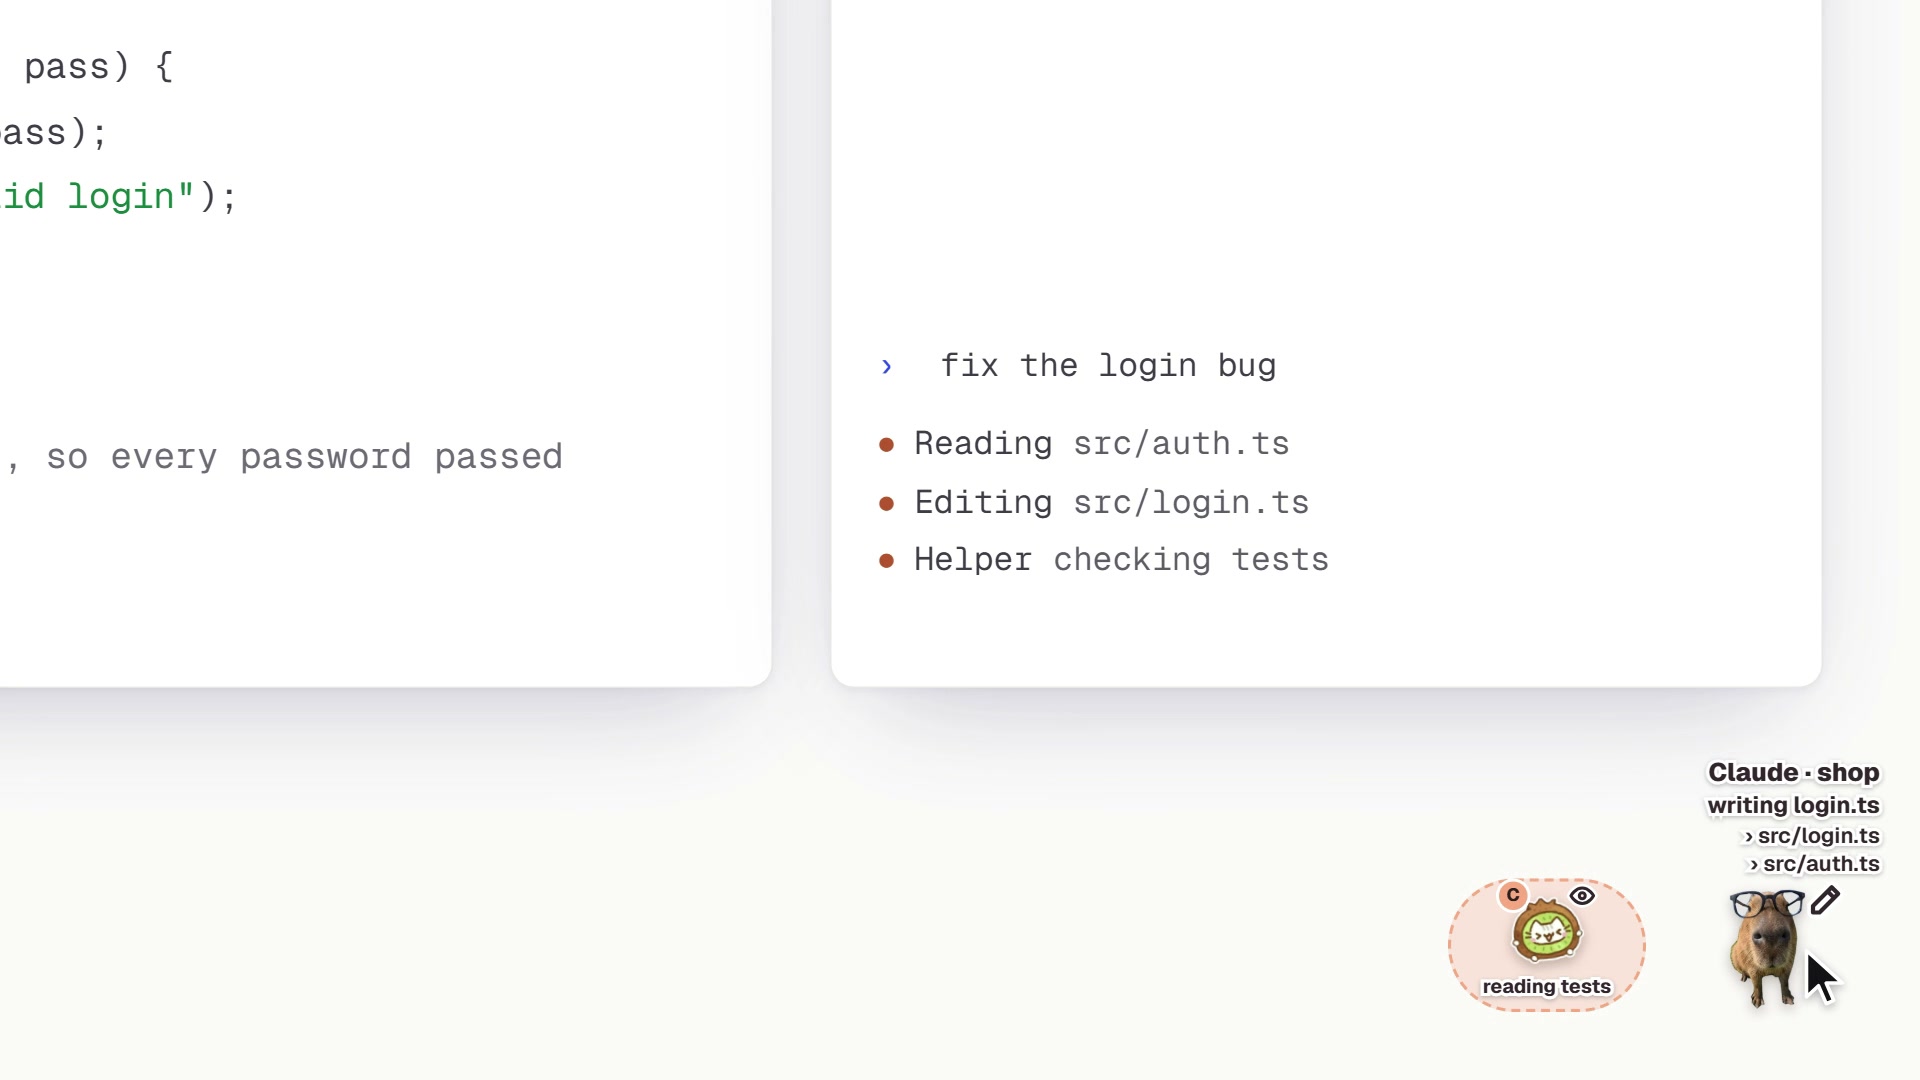 pass) {
pass);
id login");
, so every password passed
› fix the login bug
● Reading src/auth.ts
● Editing src/login.ts
● Helper checking tests
Claude · shop
writing login.ts
› src/login.ts
› src/auth.ts
C
reading tests